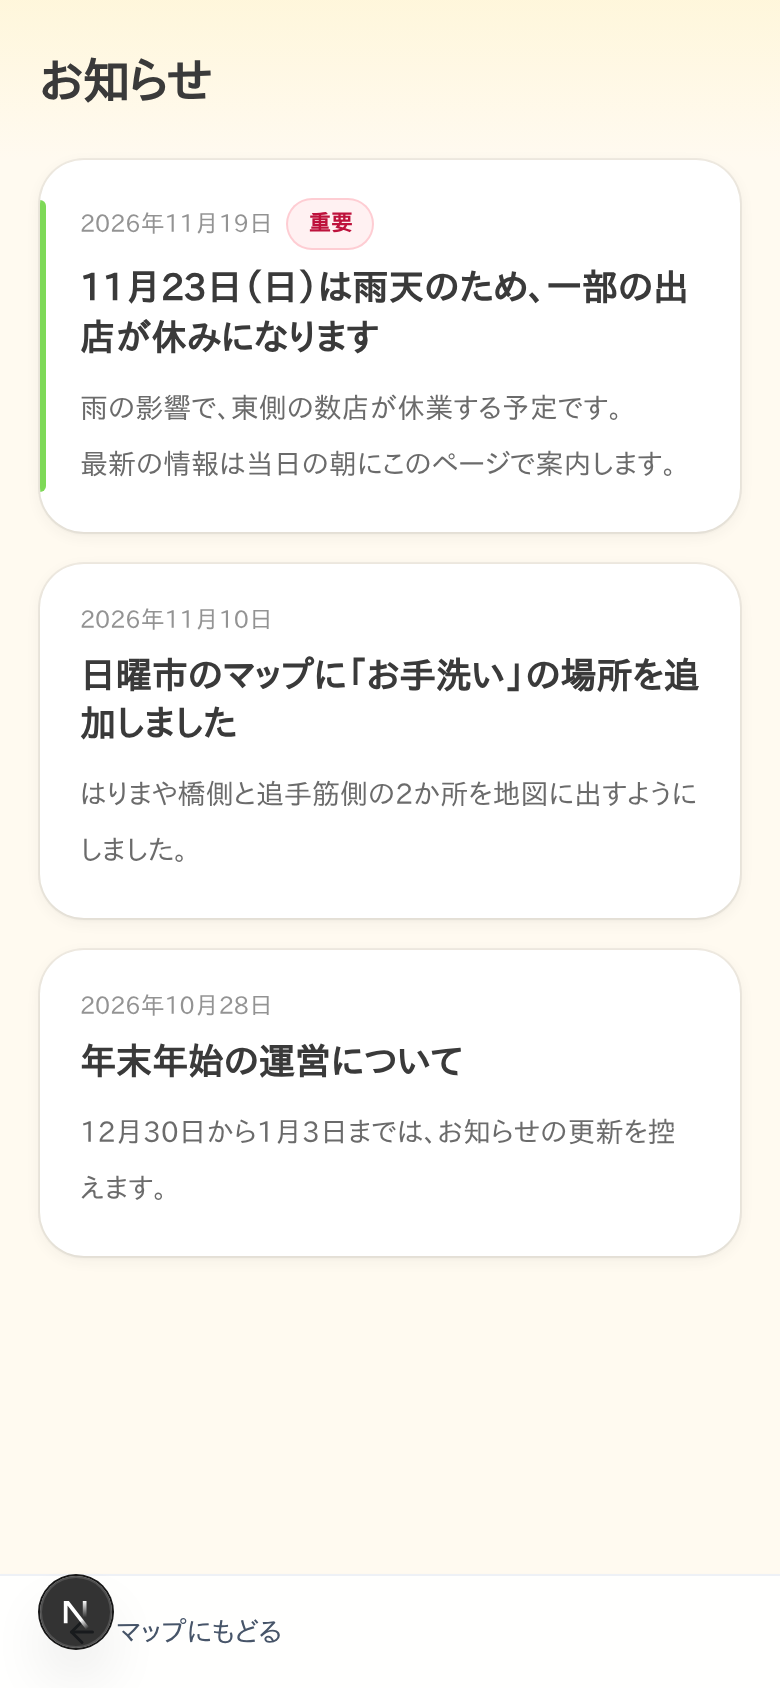 お知らせ
2026年11月19日 重要
11月23日(日)は雨天のため、一部の出
店が休みになります
雨の影響で、東側の数店が休業する予定です。
最新の情報は当日の朝にこのページで案内します。
2026年11月10日
日曜市のマップに「お手洗い」の場所を追
加しました
はりまや橋側と追手筋側の2か所を地図に出すように
しました。
2026年10月28日
年末年始の運営について
12月30日から1月3日までは、お知らせの更新を控
えます。
N
← マップにもどる